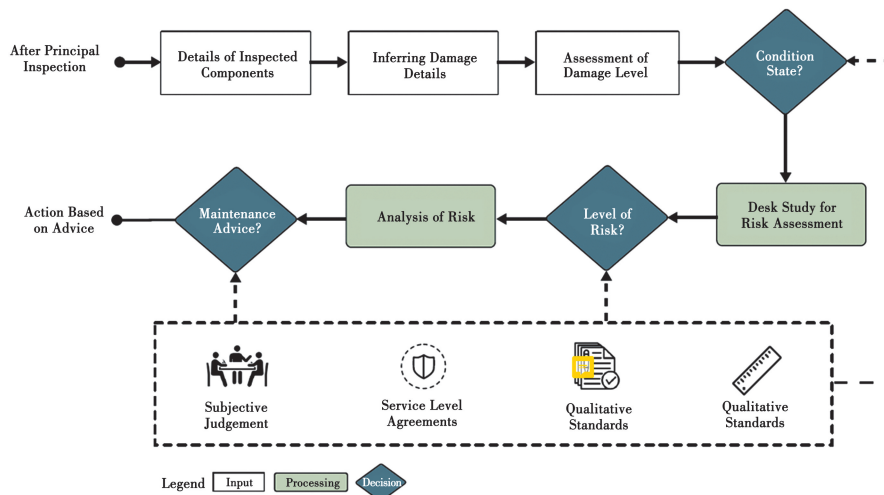 After Principal
Inspection
Details of Inspected
Components
Inferring Damage
Details
Assessment of
Damage Level
Condition
State?
Action Based
on Advice
Maintenance
Advice?
Analysis of Risk
Level of
Risk?
Desk Study for
Risk Assessment
Subjective
Judgement
Service Level
Agreements
Qualitative
Standards
Qualitative
Standards
Legend
Input
Processing
Decision